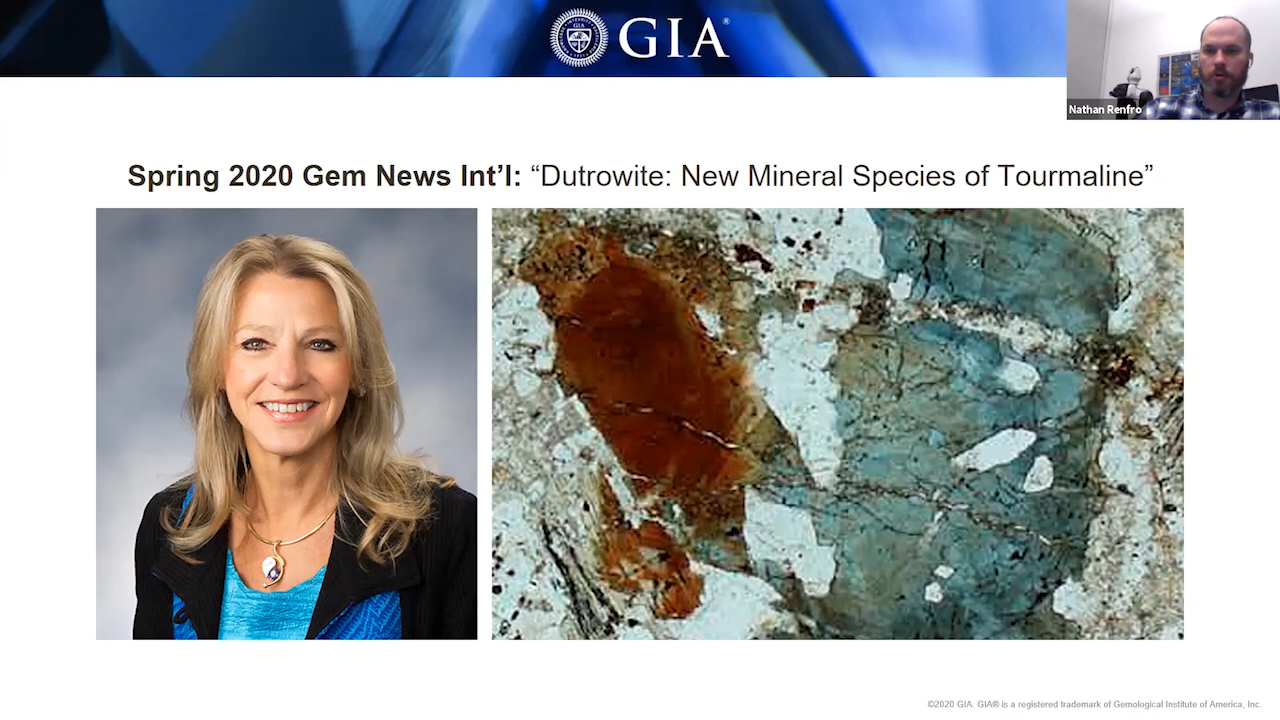 GIA®
GIA
Nathan Renfro
Spring 2020 Gem News Int’l: “Dutrowite: New Mineral Species of Tourmaline”
©2020 GIA. GIA® is a registered trademark of Gemological Institute of America, Inc.